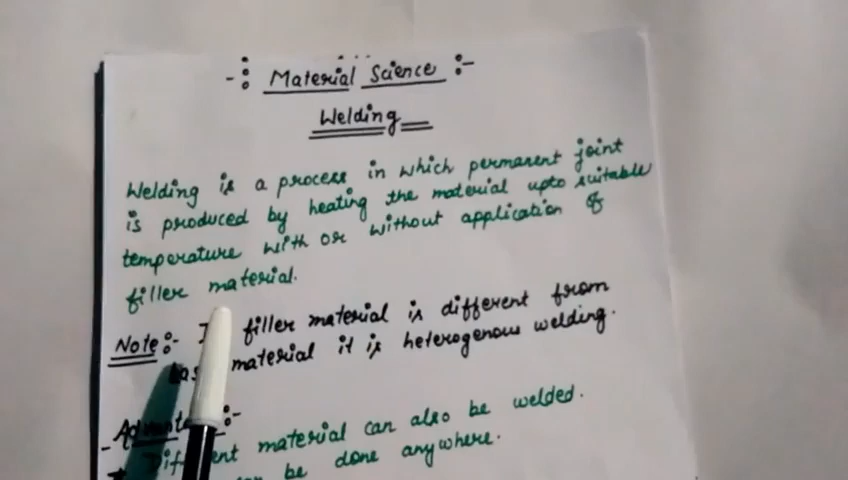 -: Material Science :-
Welding
Welding is a process in which permanent joint
is produced by heating the material upto suitable
temperature with or without application of
filler material.
Note :- filler material is different from
material it is heterogenous welding.
:-
material can also be welded.
be done anywhere.